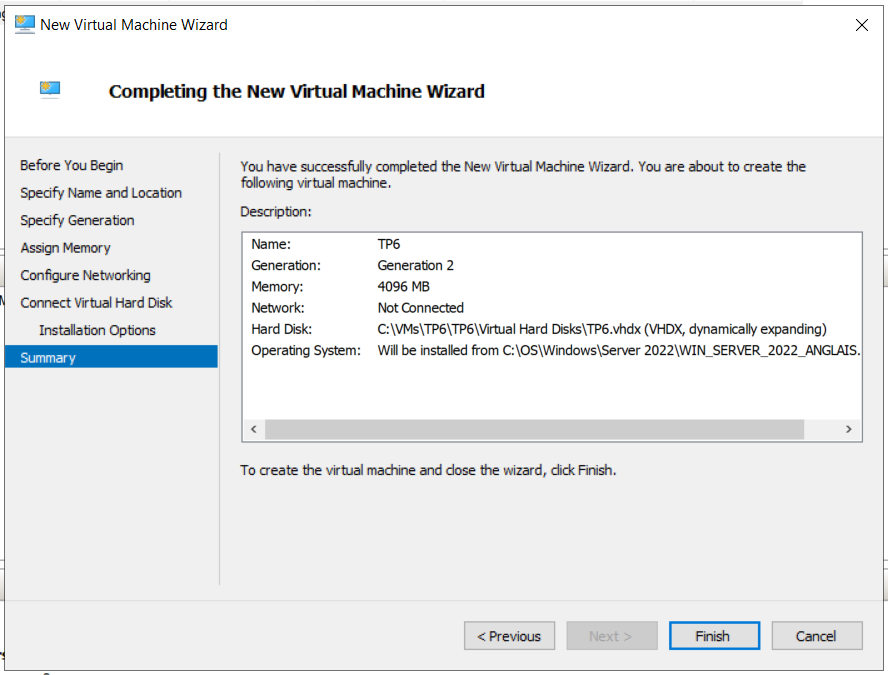 New Virtual Machine Wizard
Completing the New Virtual Machine Wizard
Before You Begin
Specify Name and Location
Specify Generation
Assign Memory
Configure Networking
Connect Virtual Hard Disk
Installation Options
Summary
You have successfully completed the New Virtual Machine Wizard. You are about to create the
following virtual machine.
Description:
Name: TP6
Generation: Generation 2
Memory: 4096 MB
Network: Not Connected
Hard Disk: C:\VMs\TP6\TP6\Virtual Hard Disks\TP6.vhdx (VHDX, dynamically expanding)
Operating System: Will be installed from C:\OS\Windows\Server 2022\WIN_SERVER_2022_ANGLAIS.
To create the virtual machine and close the wizard, click Finish.
< Previous
Next >
Finish
Cancel